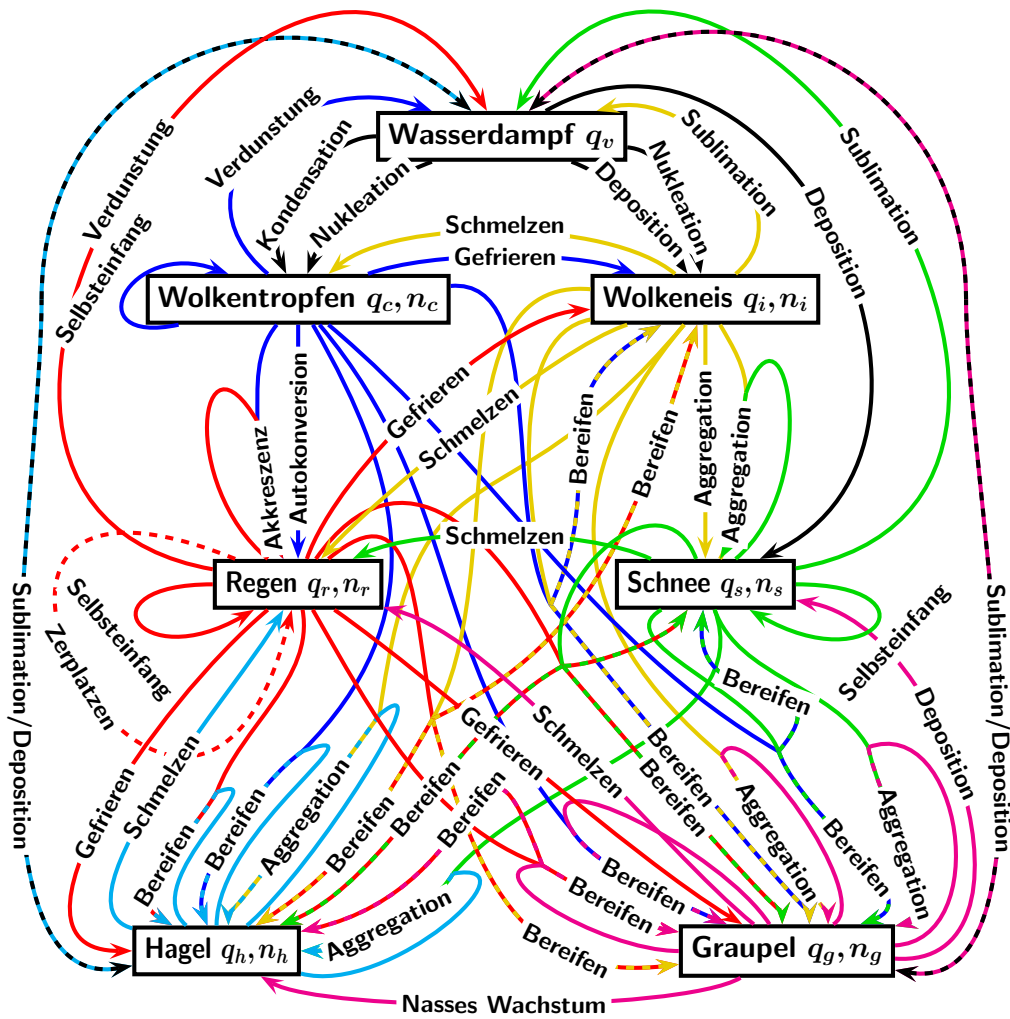 Wasserdampf q_v
Verdunstung
Verdunstung
Kondensation
Nukleation
Deposition
Nukleation
Sublimation
Sublimation
Deposition
Selbsteinfang
Schmelzen
Gefrieren
Wolkentropfen q_c, n_c
Wolkeneis q_i, n_i
Gefrieren
Schmelzen
Akkreszenz
Autokonversion
Bereifen
Bereifen
Aggregation
Aggregation
Schmelzen
Regen q_r, n_r
Schnee q_s, n_s
Selbsteinfang
Zerplatzen
Selbsteinfang
Bereifen
Sublimation/Deposition
Sublimation/Deposition
Deposition
Gefrieren
Schmelzen
Gefrieren
Schmelzen
Bereifen
Bereifen
Aggregation
Bereifen
Bereifen
Bereifen
Bereifen
Bereifen
Aggregation
Bereifen
Aggregation
Aggregation
Bereifen
Bereifen
Bereifen
Hagel q_h, n_h
Graupel q_g, n_g
Nasses Wachstum